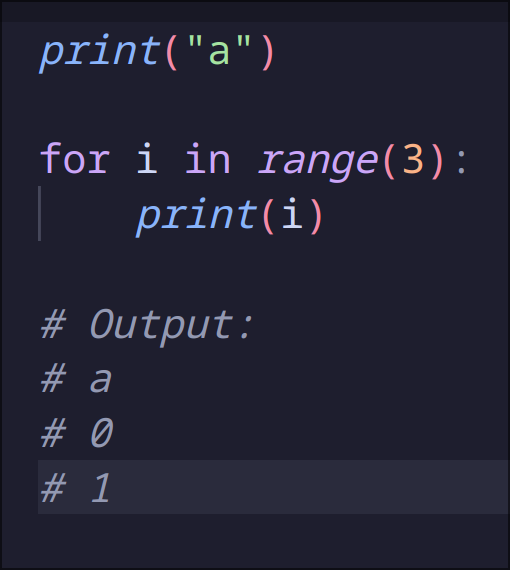 print("a")
for i in range(3):
    print(i)
# Output:
# a
# 0
# 1